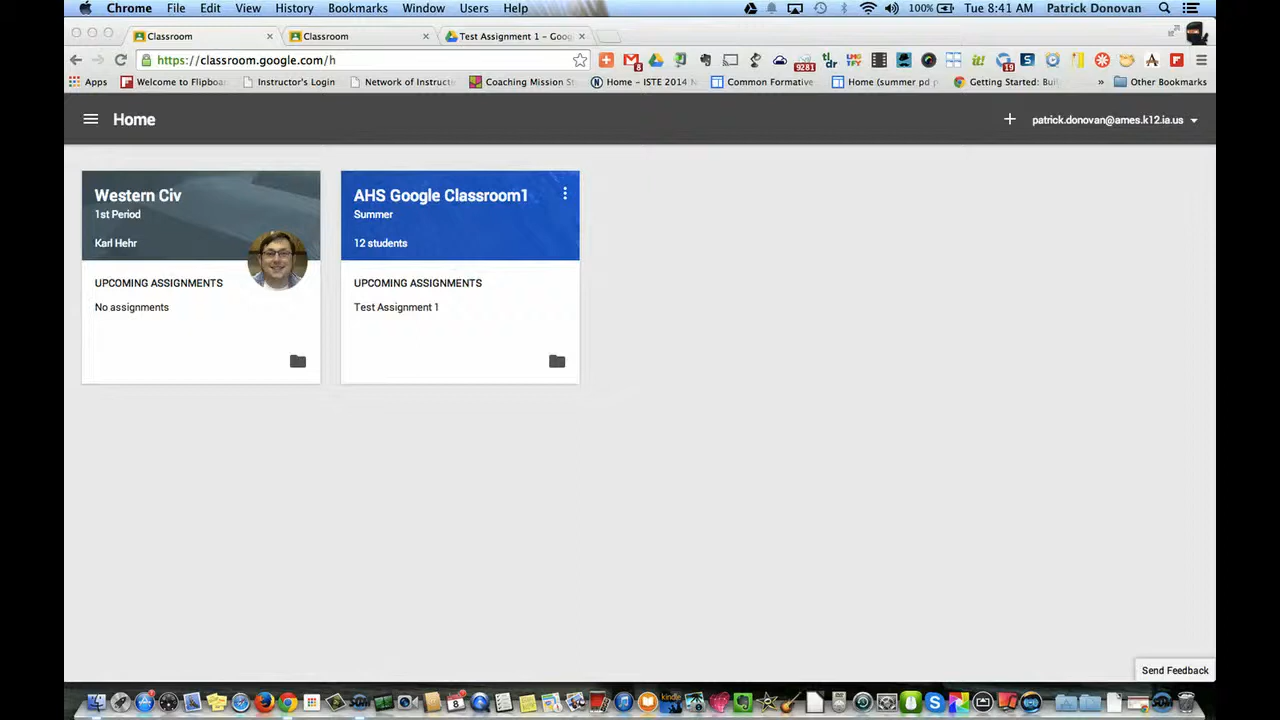 Chrome File Edit View History Bookmarks Window Users Help 100% Tue 8:41 AM Patrick Donovan
Classroom Classroom Test Assignment 1 – Goog
https://classroom.google.com/h
Apps Welcome to Flipboa Instructor's Login Network of Instruct Coaching Mission St Home – ISTE 2014 N Common Formative Home (summer pd p Getting Started: Buil » Other Bookmarks
Home + patrick.donovan@ames.k12.ia.us
Western Civ
1st Period
Karl Hehr
UPCOMING ASSIGNMENTS
No assignments
AHS Google Classroom1
Summer
12 students
UPCOMING ASSIGNMENTS
Test Assignment 1
Send Feedback